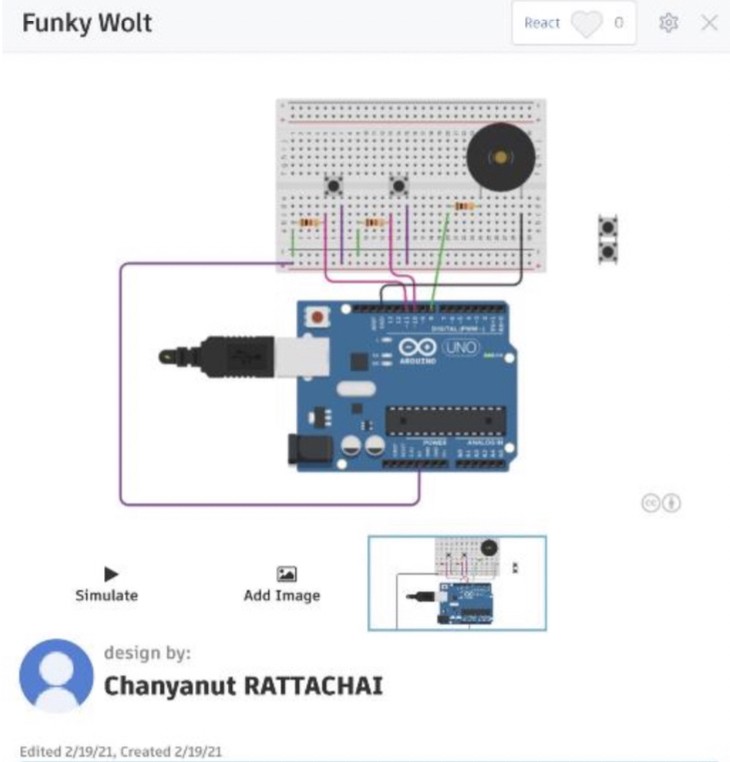 Funky Wolt
React 0
DIGITAL (PWM~)
UNO
ARDUINO
POWER ANALOG IN
Simulate
Add Image
design by:
Chanyanut RATTACHAI
Edited 2/19/21, Created 2/19/21